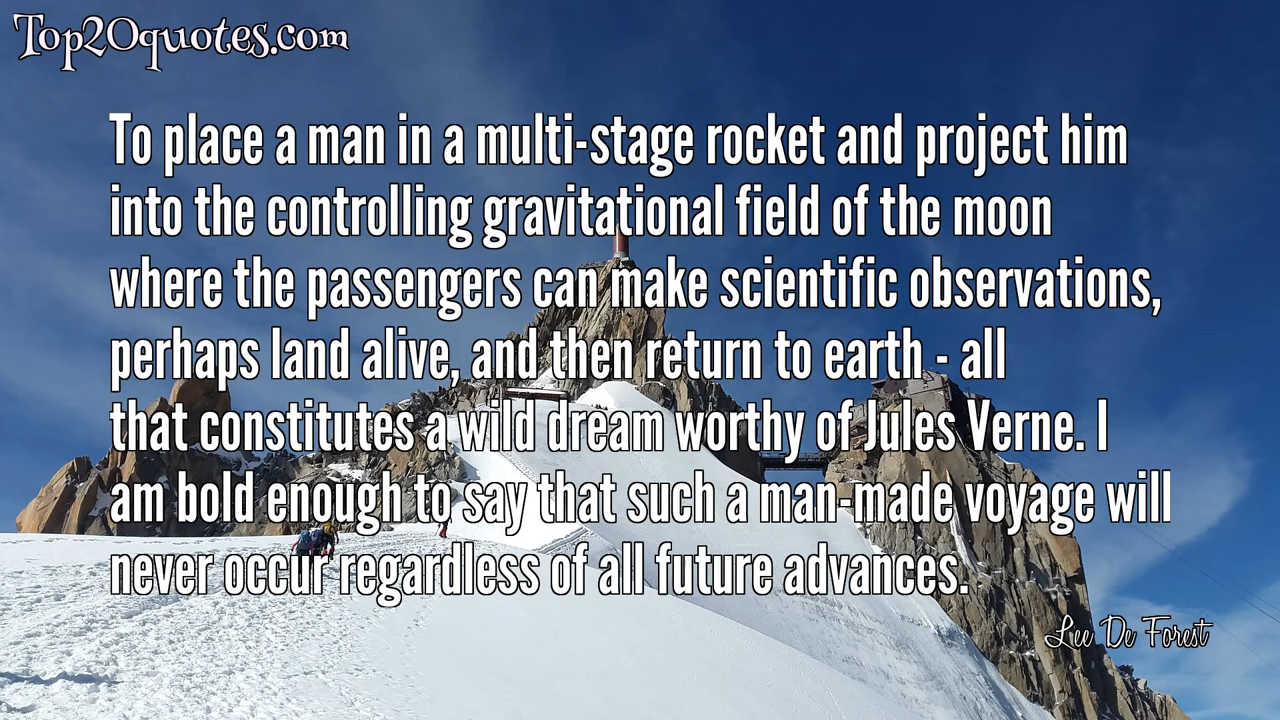 Top20quotes.com
To place a man in a multi-stage rocket and project him
into the controlling gravitational field of the moon
where the passengers can make scientific observations,
perhaps land alive, and then return to earth - all
that constitutes a wild dream worthy of Jules Verne. I
am bold enough to say that such a man-made voyage will
never occur regardless of all future advances.
Lee De Forest